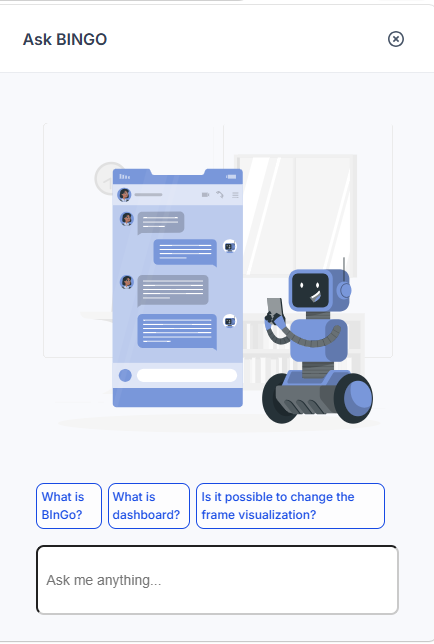 Ask BINGO
What is
BInGo?
What is
dashboard?
Is it possible to change the
frame visualization?
Ask me anything...